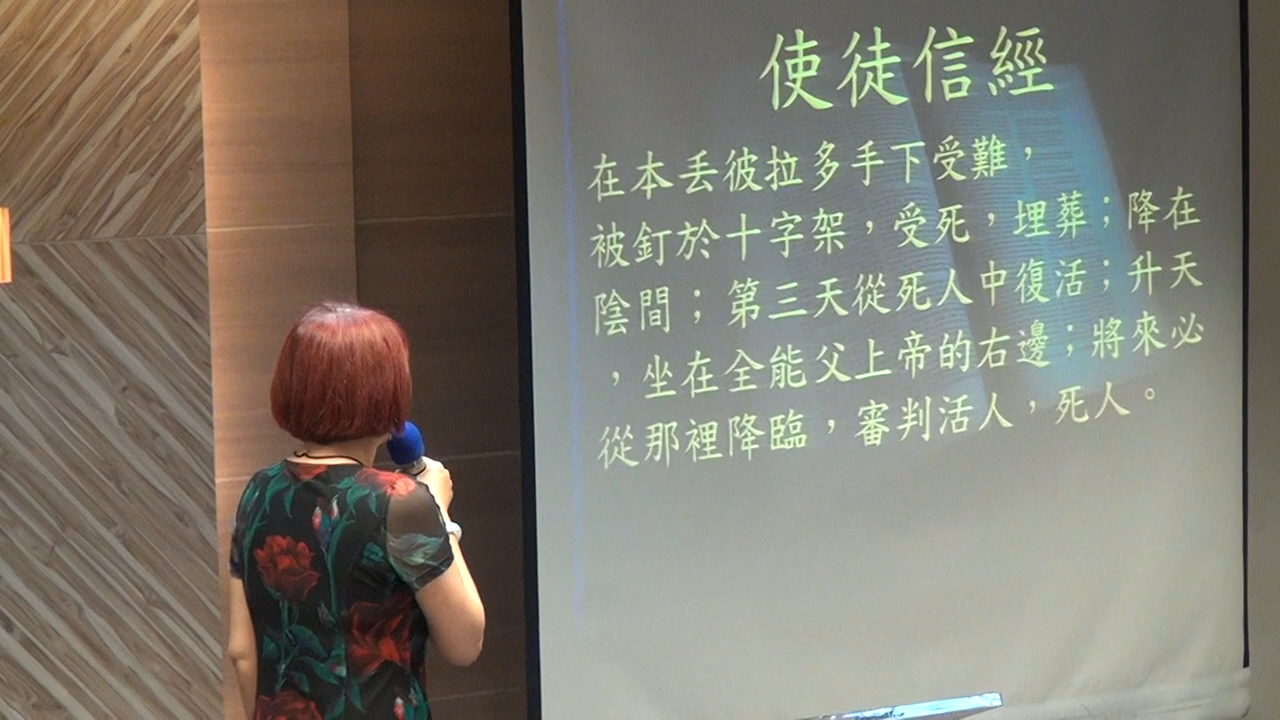 使徒信經
在本丟彼拉多手下受難，
被釘於十字架，受死，埋葬；降在
陰間；第三天從死人中復活；升天
，坐在全能父上帝的右邊；將來必
從那裡降臨，審判活人，死人。